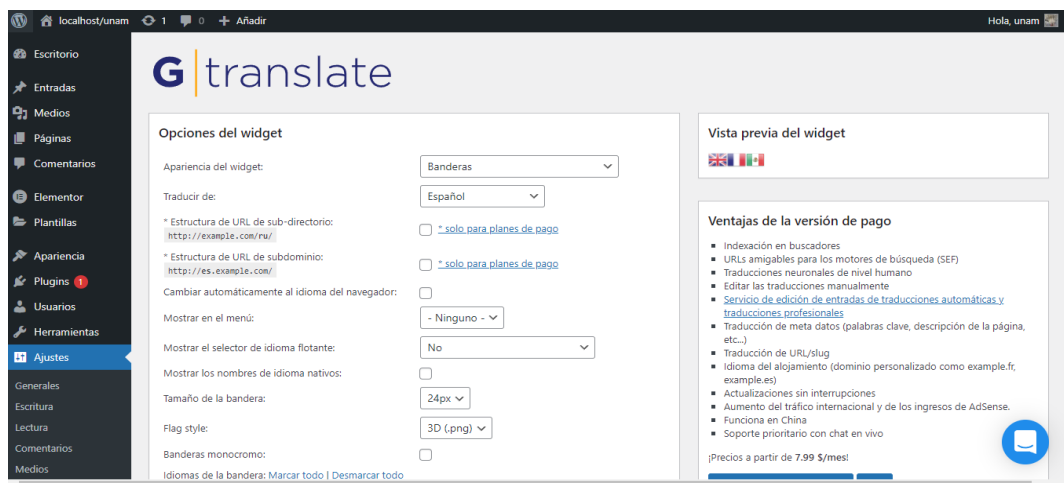 localhost/unam 1 0 + Añadir Hola, unam
Escritorio
Entradas
Medios
Páginas
Comentarios
Elementor
Plantillas
Apariencia
Plugins 1
Usuarios
Herramientas
Ajustes
Generales
Escritura
Lectura
Comentarios
Medios
G translate
Opciones del widget
Apariencia del widget: Banderas
Traducir de: Español
* Estructura de URL de sub-directorio:
http://example.com/ru/
* solo para planes de pago
* Estructura de URL de subdominio:
http://es.example.com/
* solo para planes de pago
Cambiar automáticamente al idioma del navegador:
Mostrar en el menú: - Ninguno -
Mostrar el selector de idioma flotante: No
Mostrar los nombres de idioma nativos:
Tamaño de la bandera: 24px
Flag style: 3D (.png)
Banderas monocromo:
Idiomas de la bandera: Marcar todo | Desmarcar todo
Vista previa del widget
Ventajas de la versión de pago
Indexación en buscadores
URLs amigables para los motores de búsqueda (SEF)
Traducciones neuronales de nivel humano
Editar las traducciones manualmente
Servicio de edición de entradas de traducciones automáticas y
traducciones profesionales
Traducción de meta datos (palabras clave, descripción de la página,
etc...)
Traducción de URL/slug
Idioma del alojamiento (dominio personalizado como example.fr,
example.es)
Actualizaciones sin interrupciones
Aumento del tráfico internacional y de los ingresos de AdSense.
Funciona en China
Soporte prioritario con chat en vivo
¡Precios a partir de 7.99 $/mes!